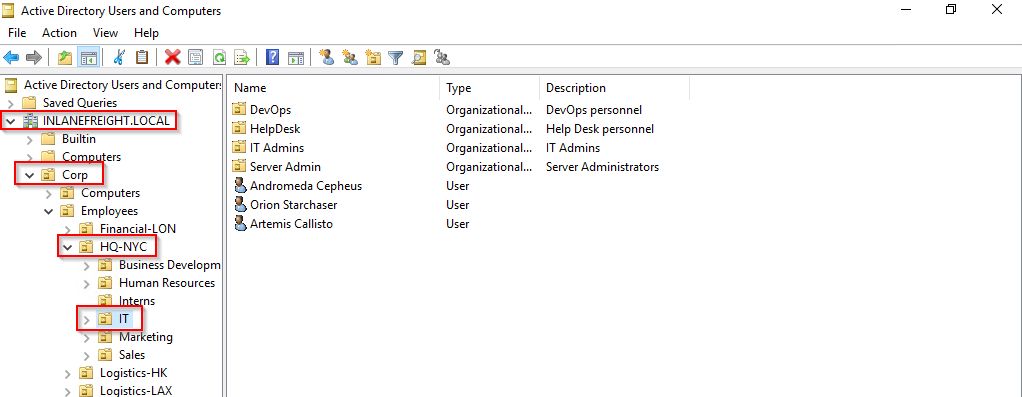 Active Directory Users and Computers
File Action View Help
Active Directory Users and Computers
Name Type Description
Saved Queries
INLANEFREIGHT.LOCAL
Builtin
Computers
Corp
Computers
Employees
Financial-LON
HQ-NYC
Business Developm
Human Resources
Interns
IT
Marketing
Sales
Logistics-HK
Logistics-LAX
DevOps Organizational... DevOps personnel
HelpDesk Organizational... Help Desk personnel
IT Admins Organizational... IT Admins
Server Admin Organizational... Server Administrators
Andromeda Cepheus User
Orion Starchaser User
Artemis Callisto User